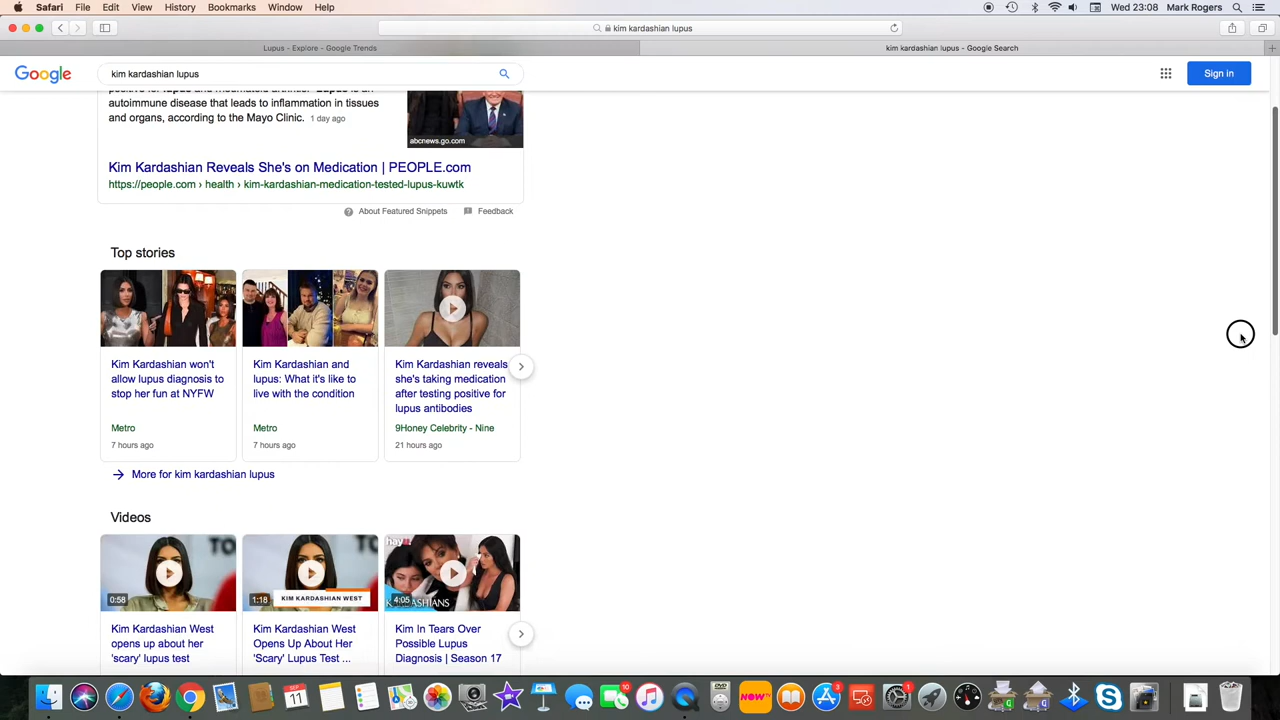 Safari File Edit View History Bookmarks Window Help Wed 23:08 Mark Rogers
kim kardashian lupus
Lupus - Explore - Google Trends
kim kardashian lupus - Google Search
Google
kim kardashian lupus
Sign in
positive for lupus and rheumatoid arthritis. Lupus is an
autoimmune disease that leads to inflammation in tissues
and organs, according to the Mayo Clinic. 1 day ago
abcnews.go.com
Kim Kardashian Reveals She's on Medication | PEOPLE.com
https://people.com › health › kim-kardashian-medication-tested-lupus-kuwtk
About Featured Snippets
Feedback
Top stories
Kim Kardashian won't
allow lupus diagnosis to
stop her fun at NYFW
Metro
7 hours ago
Kim Kardashian and
lupus: What it's like to
live with the condition
Metro
7 hours ago
Kim Kardashian reveals
she's taking medication
after testing positive for
lupus antibodies
9Honey Celebrity - Nine
21 hours ago
More for kim kardashian lupus
Videos
0:58
Kim Kardashian West
opens up about her
'scary' lupus test
1:18
KIM KARDASHIAN WEST
Kim Kardashian West
Opens Up About Her
'Scary' Lupus Test ...
hay
KARDASHIANS
4:05
Kim In Tears Over
Possible Lupus
Diagnosis | Season 17
SEP
11
10
NOW
3
1